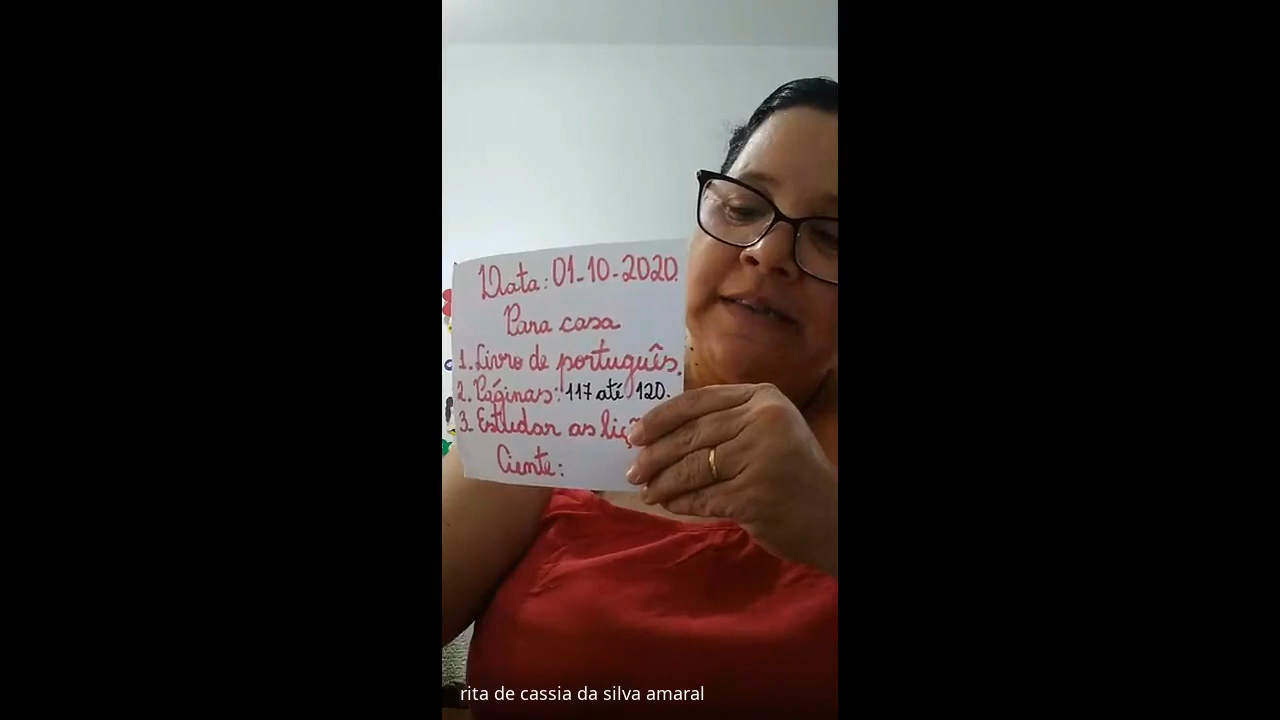 Data: 01-10-2020.
Para casa
1. Livro de português.
2. Páginas: 117 até 120.
3. Estudar as
Ciente:
rita de cassia da silva amaral